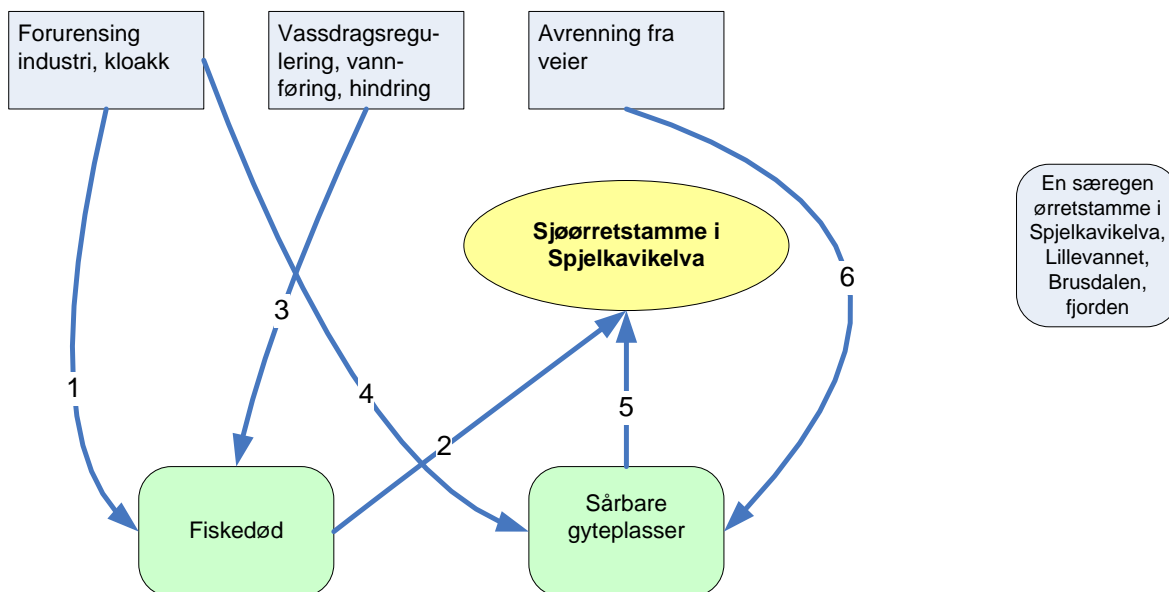 Forurensing
industri, kloakk
Vassdragsregu-
lering, vann-
føring, hindring
Avrenning fra
veier
En særegen
ørretstamme i
Spjelkavikelva,
Lillevannet,
Brusdalen,
fjorden
Sjøørretstamme i
Spjelkavikelva
6
3
1
4
5
2
Fiskedød
Sårbare
gyteplasser